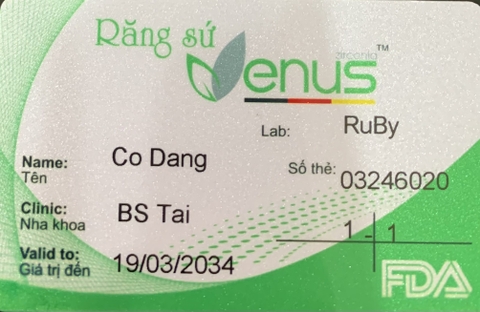 Răng sứ
Venus
zirconia
™
Lab: RuBy
Name: Co Dang
Tên
Số thẻ: 03246020
Clinic: BS Tai
Nha khoa
1 1
Valid to: 19/03/2034
Giá trị đến
FDA